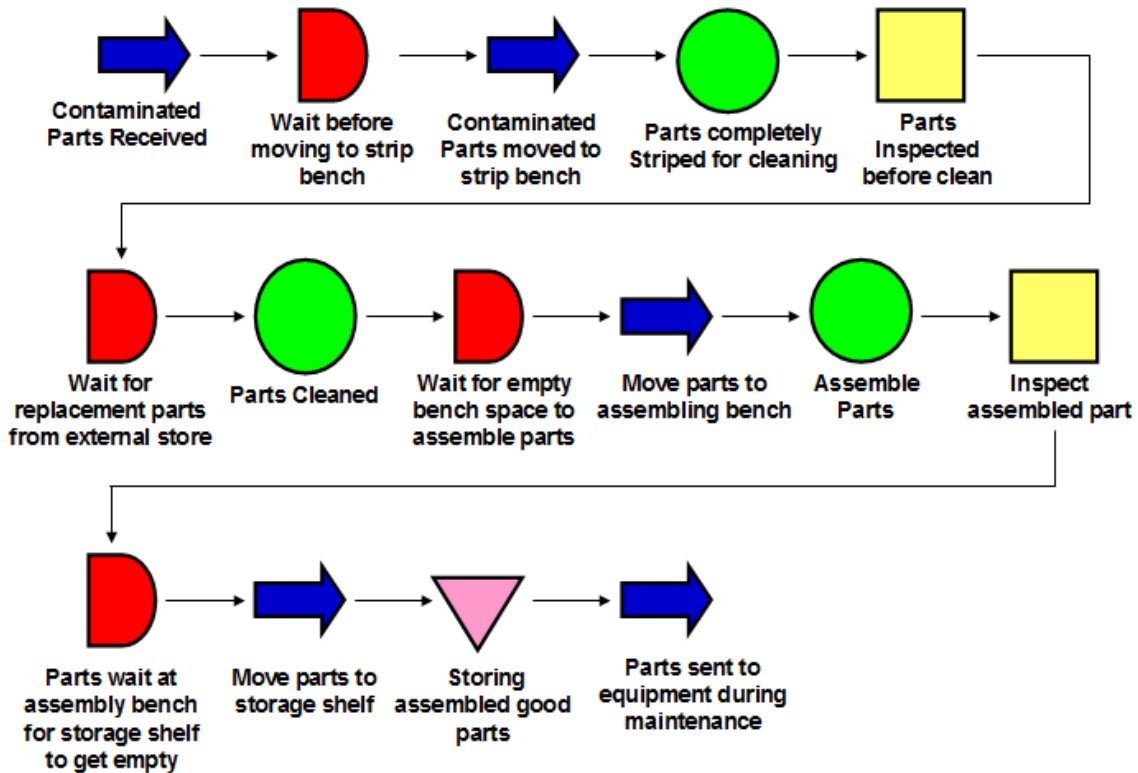 Contaminated
Parts Received
Wait before
moving to strip
bench
Contaminated
Parts moved to
strip bench
Parts completely
Striped for cleaning
Parts
Inspected
before clean
Wait for
replacement parts
from external store
Parts Cleaned
Wait for empty
bench space to
assemble parts
Move parts to
assembling bench
Assemble
Parts
Inspect
assembled part
Parts wait at
assembly bench
for storage shelf
to get empty
Move parts to
storage shelf
Storing
assembled good
parts
Parts sent to
equipment during
maintenance